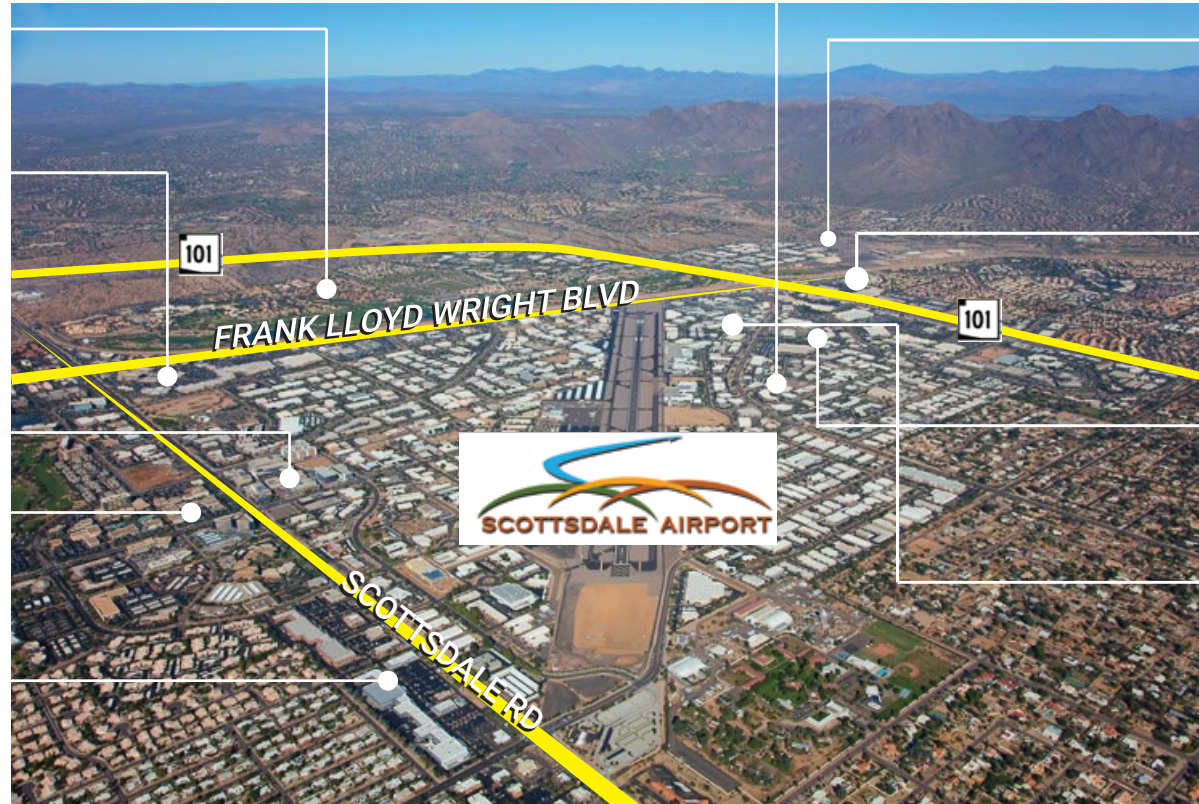 101
FRANK LLOYD WRIGHT BLVD
101
SCOTTSDALE AIRPORT
SCOTTSDALE RD